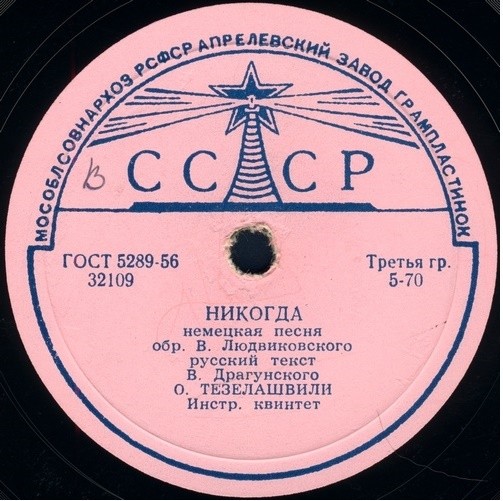 МОСОБЛСОВНАРХОЗ РСФСР АПРЕЛЕВСКИЙ ЗАВОД ГРАМПЛАСТИНОК
В
СССР
ГОСТ 5289-56
32109
Третья гр.
5-70
НИКОГДА
немецкая песня
обр. В. Людвиковского
русский текст
В. Драгунского
О. ТЕЗЕЛАШВИЛИ
Инстр. квинтет